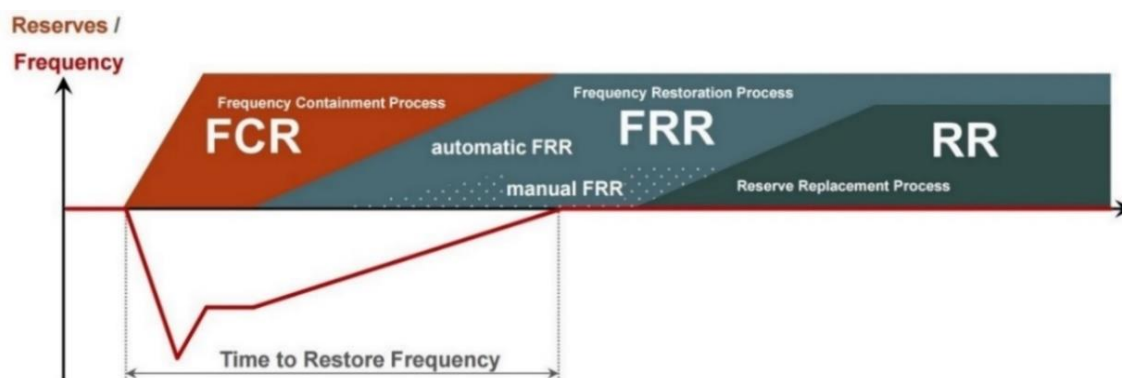 Reserves /
Frequency
Frequency Containment Process
FCR
Frequency Restoration Process
FRR
automatic FRR
manual FRR
RR
Reserve Replacement Process
Time to Restore Frequency